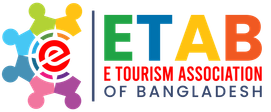 e
ETAB
E TOURISM ASSOCIATION
OF BANGLADESH